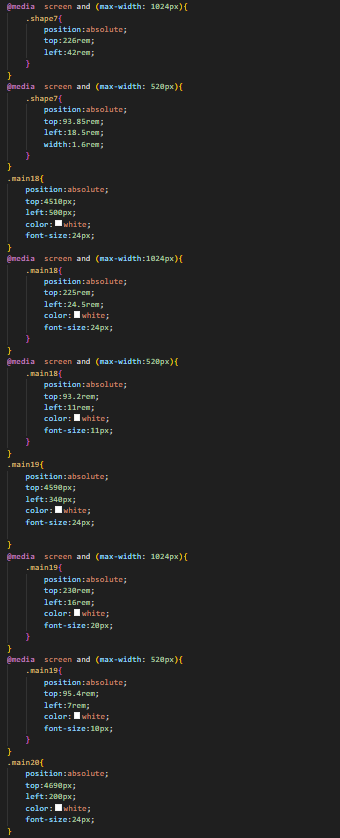 @media  screen and (max-width: 1024px){
    .shape7{
        position:absolute;
        top:226rem;
        left:42rem;
    }
}
@media  screen and (max-width: 520px){
    .shape7{
        position:absolute;
        top:93.85rem;
        left:18.5rem;
        width:1.6rem;
    }
}
.main18{
    position:absolute;
    top:4510px;
    left:500px;
    color:white;
    font-size:24px;
}
@media  screen and (max-width:1024px){
    .main18{
        position:absolute;
        top:225rem;
        left:24.5rem;
        color:white;
        font-size:24px;
    }
}
@media  screen and (max-width:520px){
    .main18{
        position:absolute;
        top:93.2rem;
        left:11rem;
        color:white;
        font-size:11px;
    }
}
.main19{
    position:absolute;
    top:4590px;
    left:340px;
    color:white;
    font-size:24px;

}
@media  screen and (max-width: 1024px){
    .main19{
        position:absolute;
        top:230rem;
        left:16rem;
        color:white;
        font-size:20px;
    }
}
@media  screen and (max-width: 520px){
    .main19{
        position:absolute;
        top:95.4rem;
        left:7rem;
        color:white;
        font-size:10px;
    }
}
.main20{
    position:absolute;
    top:4690px;
    left:200px;
    color:white;
    font-size:24px;
}